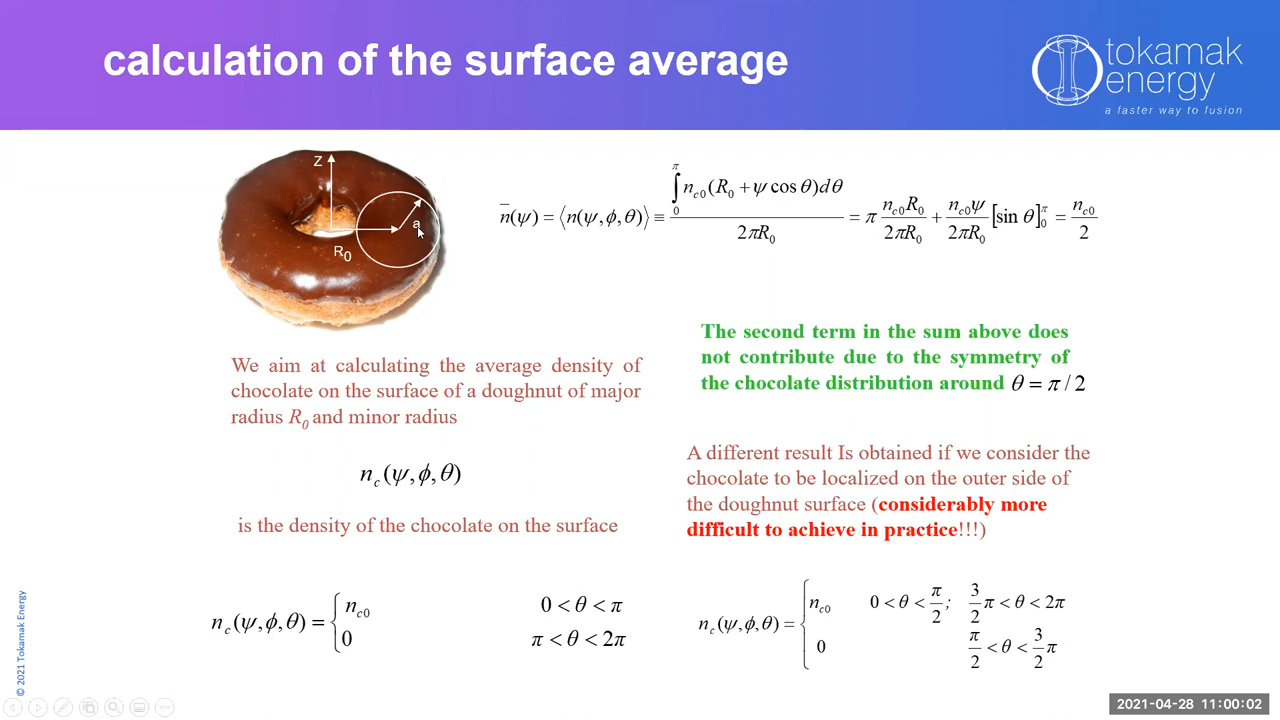 calculation of the surface average
tokamak
energy
a faster way to fusion
Z
a
R₀
n̅(ψ) = ⟨n(ψ,ϕ,θ)⟩ ≡ ∫₀^π n_c0(R₀ + ψ cos θ)dθ / 2πR₀ = π n_c0R₀ / 2πR₀ + n_c0ψ / 2πR₀ [sin θ]₀^π = n_c0 / 2
The second term in the sum above does
not contribute due to the symmetry of
the chocolate distribution around θ = π / 2
We aim at calculating the average density of
chocolate on the surface of a doughnut of major
radius R₀ and minor radius
n_c(ψ,ϕ,θ)
is the density of the chocolate on the surface
A different result Is obtained if we consider the
chocolate to be localized on the outer side of
the doughnut surface (considerably more
difficult to achieve in practice!!!)
n_c(ψ,ϕ,θ) = { n_c0 0 < θ < π
0 π < θ < 2π
n_c(ψ,ϕ,θ) = { n_c0 0 < θ < π/2 ; 3/2 π < θ < 2π
0 π/2 < θ < 3/2 π
© 2021 Tokamak Energy
2021-04-28 11:00:02